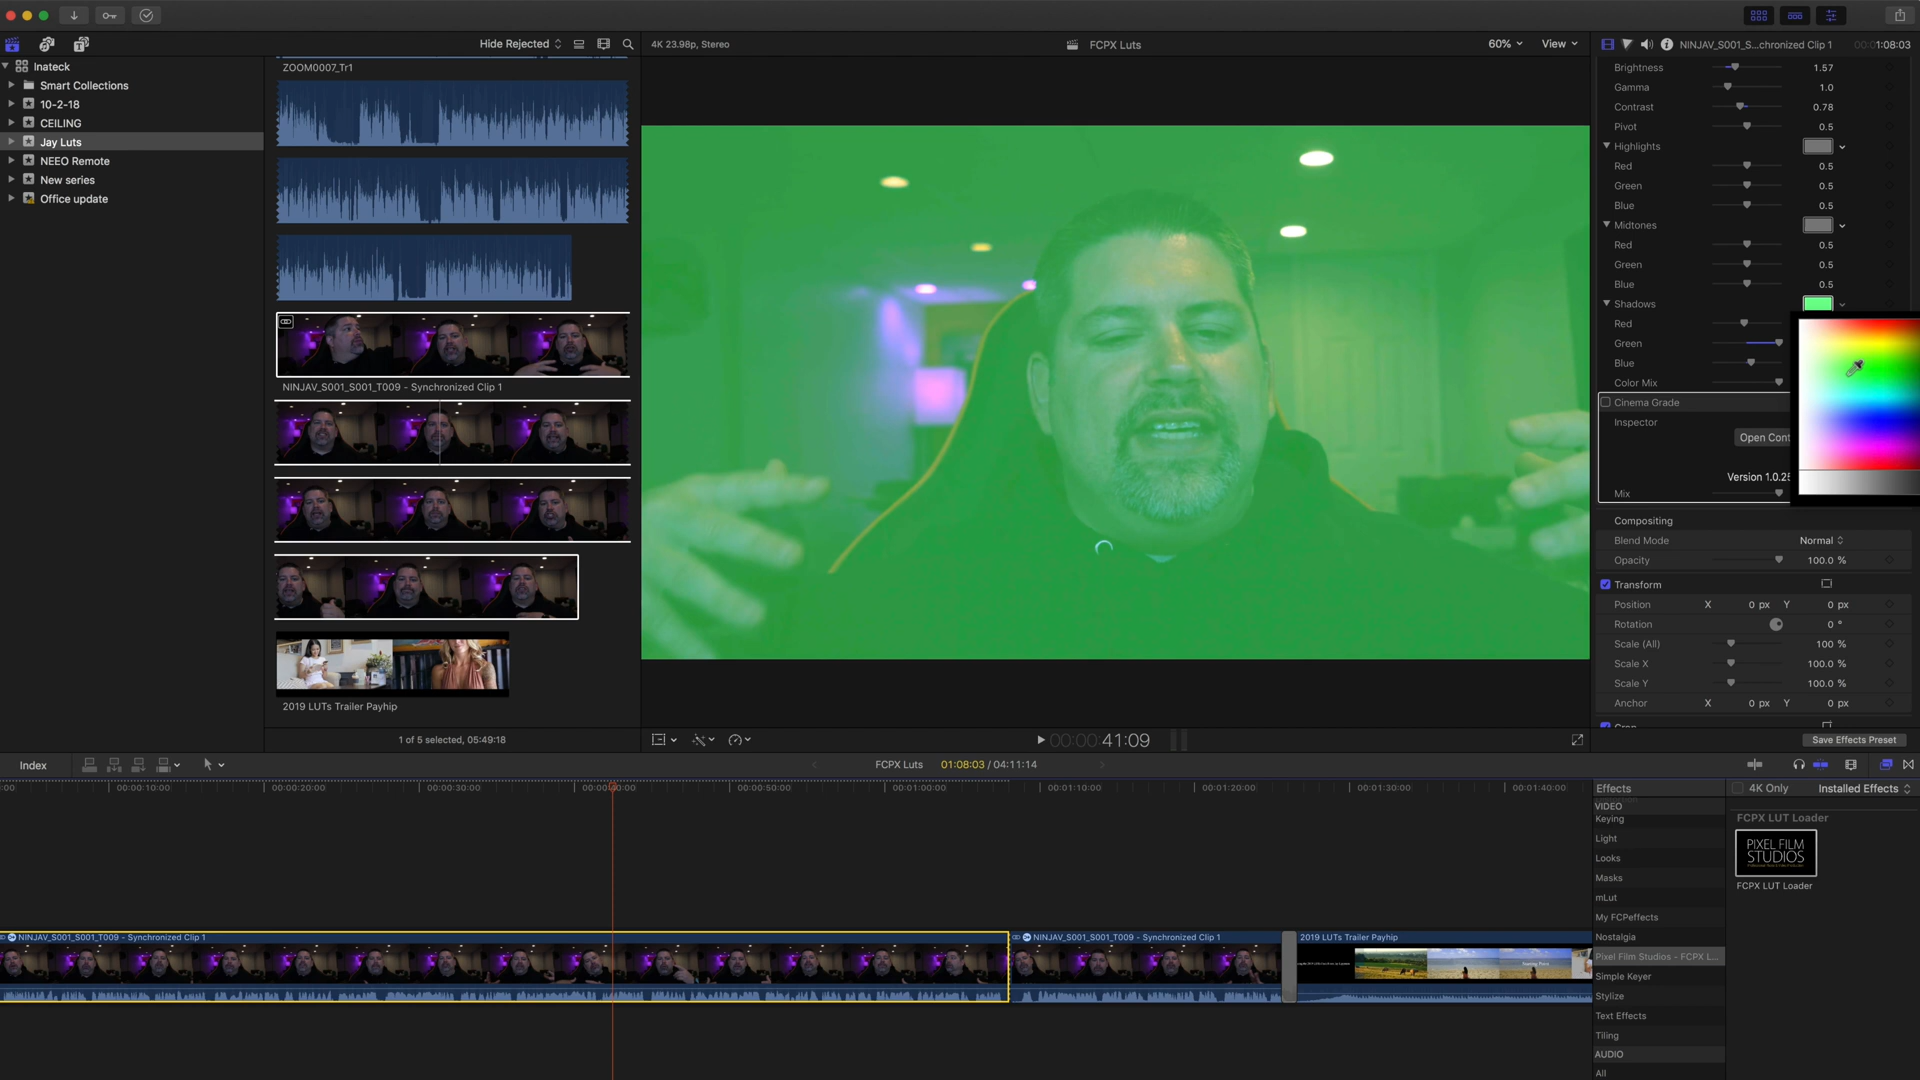 Hide Rejected
4K 23.98p, Stereo
FCPX Luts
60%
View
NINJAV_S001_S...chronized Clip 1
00:01:08:03
Inateck
Smart Collections
10-2-18
CEILING
Jay Luts
NEEO Remote
New series
Office update
ZOOM0007_Tr1
NINJAV_S001_S001_T009 - Synchronized Clip 1
2019 LUTs Trailer Payhip
1 of 5 selected, 05:49:18
Brightness 1.57
Gamma 1.0
Contrast 0.78
Pivot 0.5
Highlights
Red 0.5
Green 0.5
Blue 0.5
Midtones
Red 0.5
Green 0.5
Blue 0.5
Shadows
Red
Green
Blue
Color Mix
Cinema Grade
Inspector
Open Cont
Version 1.0.25
Mix
Compositing
Blend Mode Normal
Opacity 100.0 %
Transform
Position X 0 px Y 0 px
Rotation 0 °
Scale (All) 100 %
Scale X 100.0 %
Scale Y 100.0 %
Anchor X 0 px Y 0 px
Crop
Save Effects Preset
00:00:41:09
Index
FCPX Luts 01:08:03 / 04:11:14
:00
00:00:10:00
00:00:20:00
00:00:30:00
00:00:50:00
00:01:00:00
00:01:10:00
00:01:20:00
00:01:30:00
00:01:40:00
NINJAV_S001_S001_T009 - Synchronized Clip 1
NINJAV_S001_S001_T009 - Synchronized Clip 1
2019 LUTs Trailer Payhip
Effects
4K Only
Installed Effects
VIDEO
Keying
Light
Looks
Masks
mLut
My FCPeffects
Nostalgia
Pixel Film Studios - FCPX L...
Simple Keyer
Stylize
Text Effects
Tiling
AUDIO
All
FCPX LUT Loader
PIXEL FILM
STUDIOS
FCPX LUT Loader